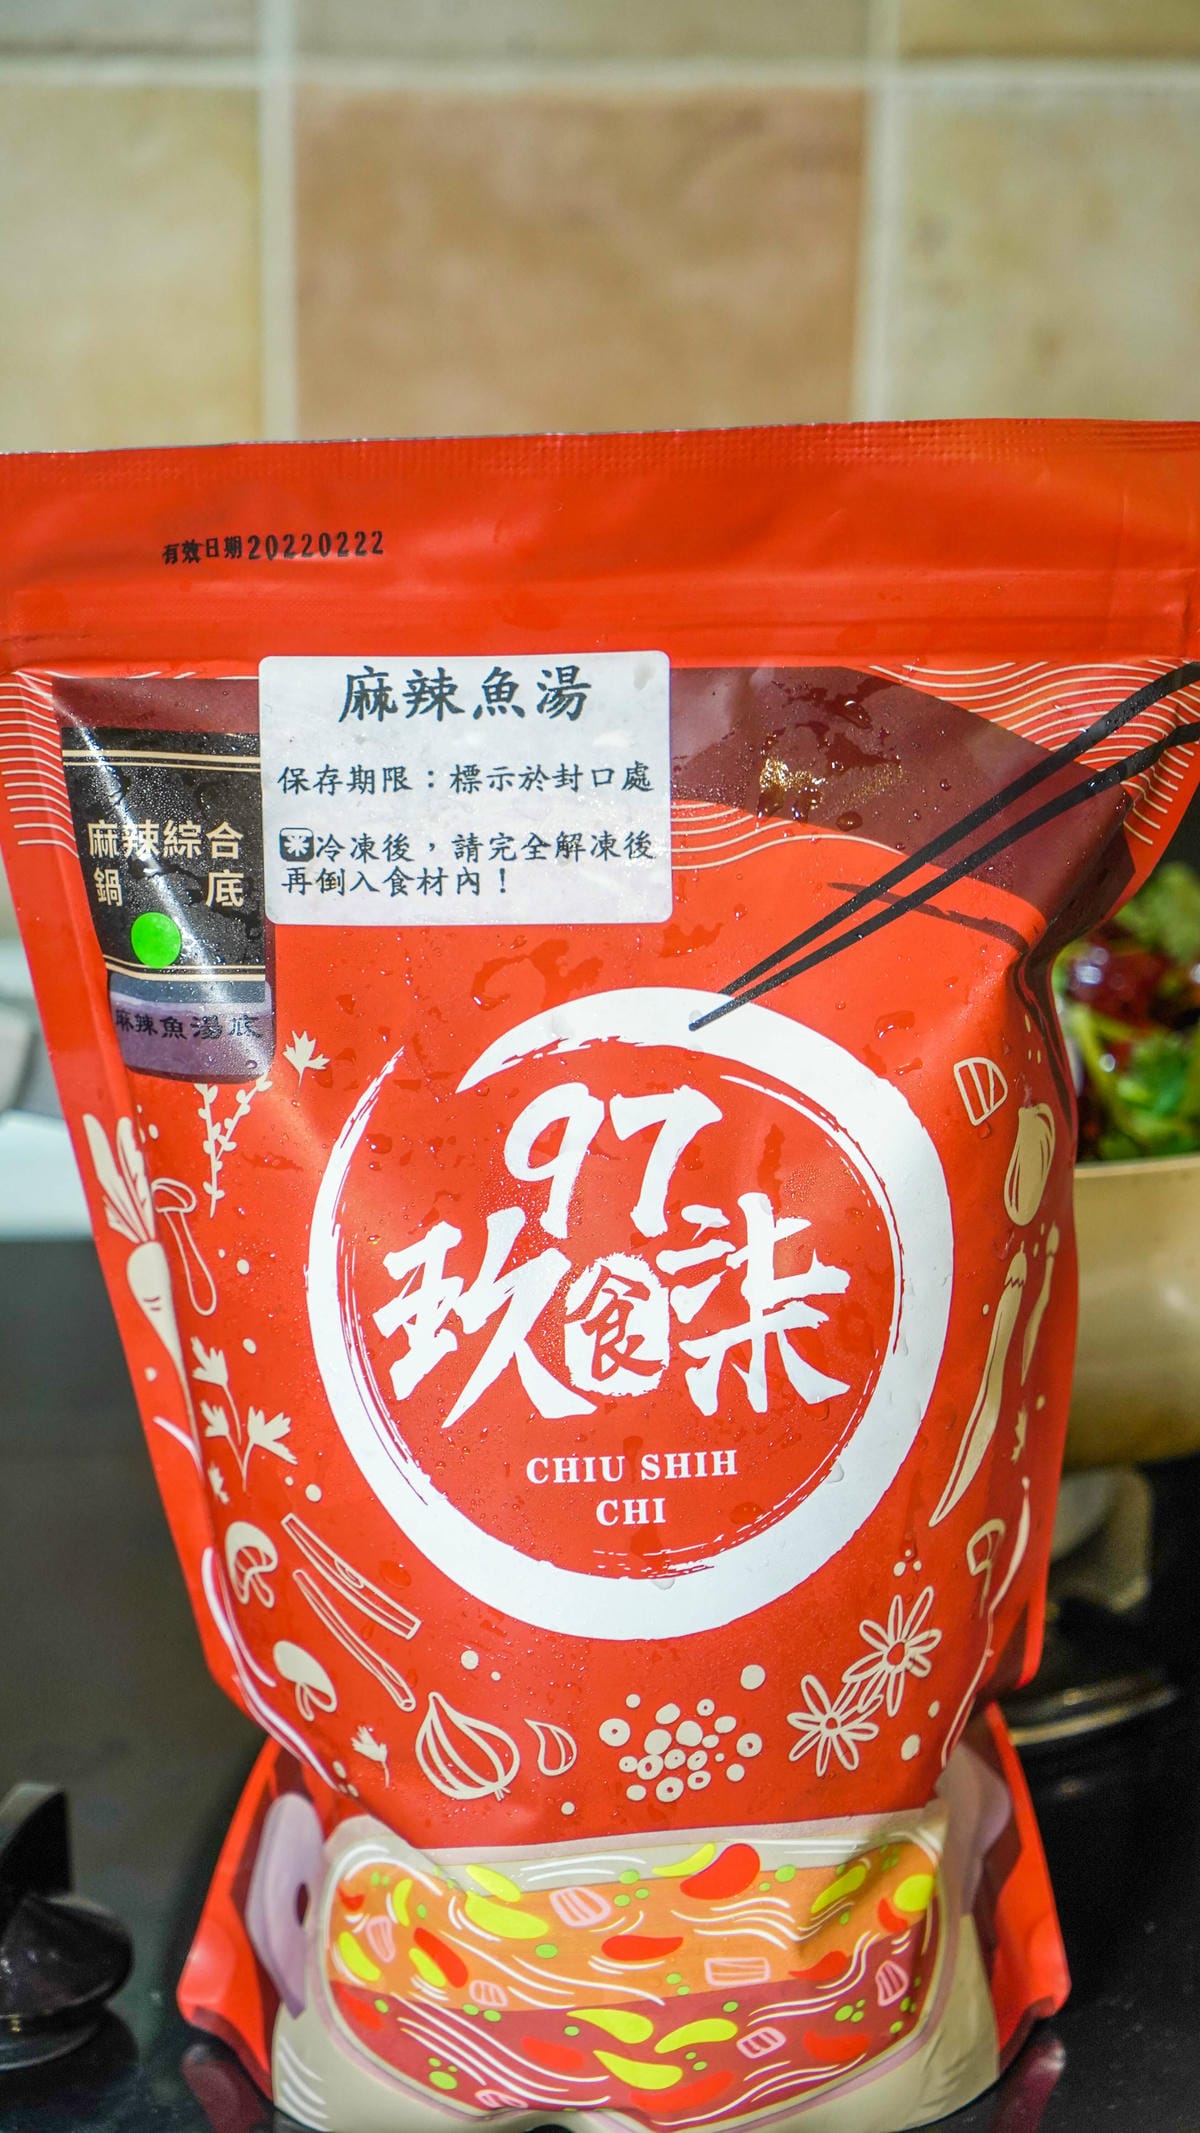 有效日期20220222
麻辣魚湯
保存期限：標示於封口處
※冷凍後，請完全解凍後
再倒入食材內！
麻辣綜合
鍋底
麻辣魚湯底
97
玖食柒
CHIU SHIH
CHI